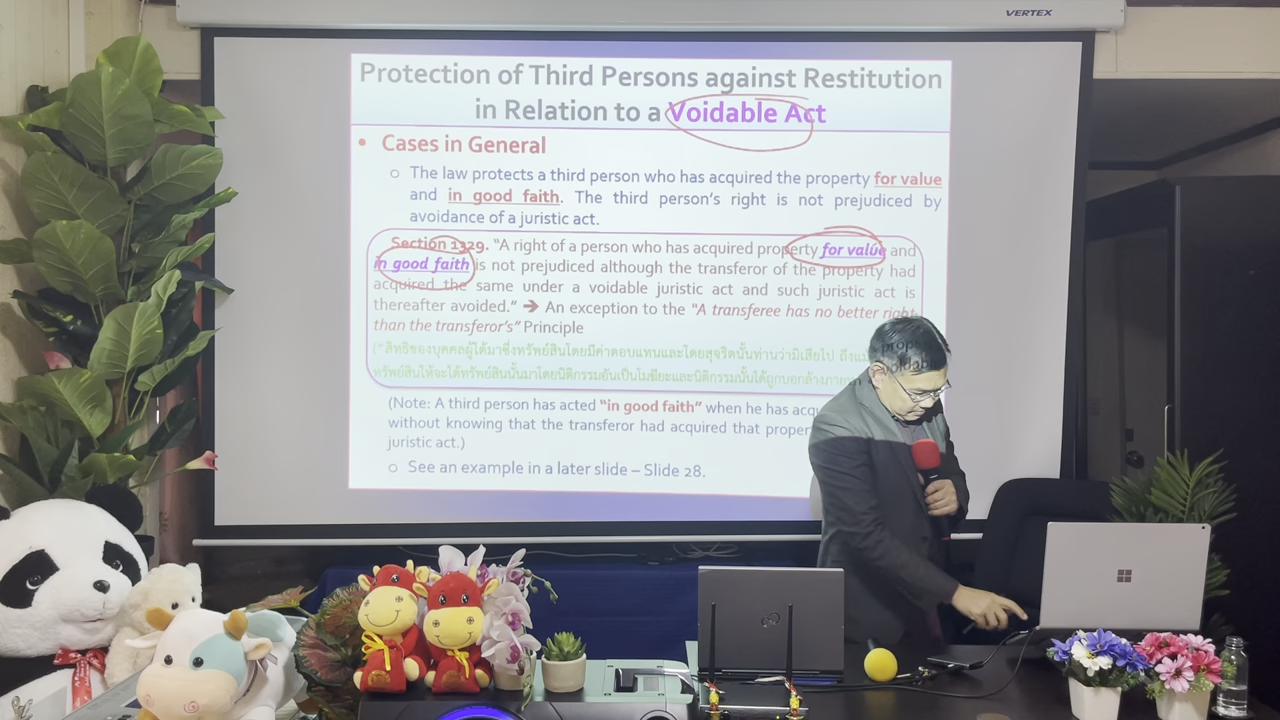 VERTEX
Protection of Third Persons against Restitution
in Relation to a Voidable Act
• Cases in General
○ The law protects a third person who has acquired the property for value
and in good faith. The third person's right is not prejudiced by
avoidance of a juristic act.
Section 1329. "A right of a person who has acquired property for value and
in good faith is not prejudiced although the transferor of the property had
acquired the same under a voidable juristic act and such juristic act is
thereafter avoided." ➔ An exception to the "A transferee has no better right
than the transferor's" Principle
("สิทธิของบุคคลผู้ได้มาซึ่งทรัพย์สินโดยมีค่าตอบแทนและโดยสุจริตนั้นท่านว่ามิเสียไป ถึงแม้
ทรัพย์สินให้จะได้ทรัพย์สินนั้นมาโดยนิติกรรมอันเป็นโมฆียะและนิติกรรมนั้นได้ถูกบอกล้างภาย
(Note: A third person has acted "in good faith" when he has acqu
without knowing that the transferor had acquired that proper
juristic act.)
○ See an example in a later slide – Slide 28.